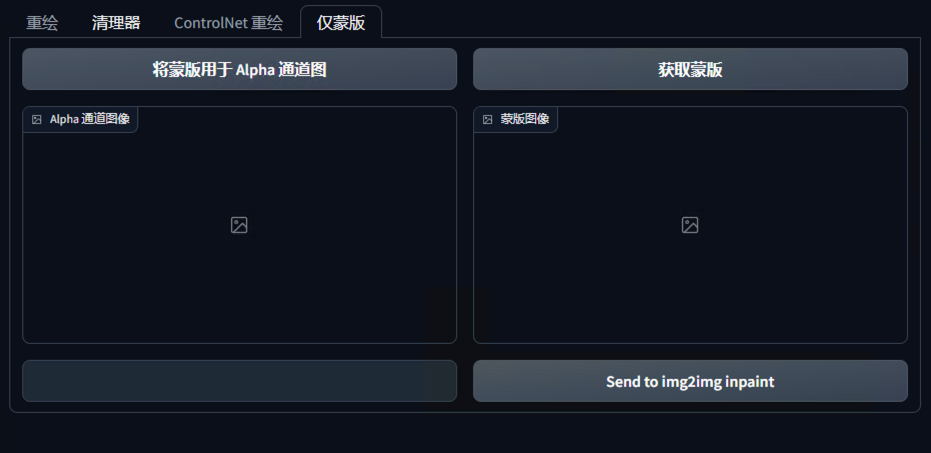 重绘 清理器 ControlNet 重绘 仅蒙版
将蒙版用于 Alpha 通道图 获取蒙版
Alpha 通道图像 蒙版图像
Send to img2img inpaint